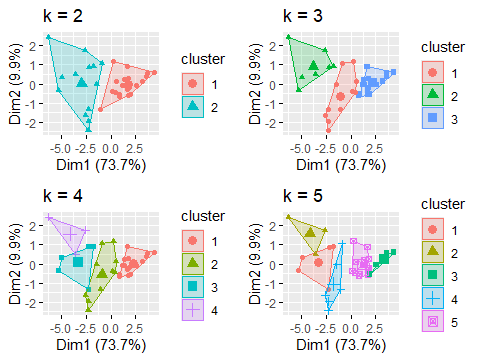 k = 2
Dim2 (9.9%)
2
1
0
-1
-2
-5.0 -2.5 0.0 2.5
Dim1 (73.7%)
cluster
1
2
k = 3
Dim2 (9.9%)
2
1
0
-1
-2
-5.0 -2.5 0.0 2.5
Dim1 (73.7%)
cluster
1
2
3
k = 4
Dim2 (9.9%)
2
1
0
-1
-2
-5.0 -2.5 0.0 2.5
Dim1 (73.7%)
cluster
1
2
3
4
k = 5
Dim2 (9.9%)
2
1
0
-1
-2
-5.0 -2.5 0.0 2.5
Dim1 (73.7%)
cluster
1
2
3
4
5